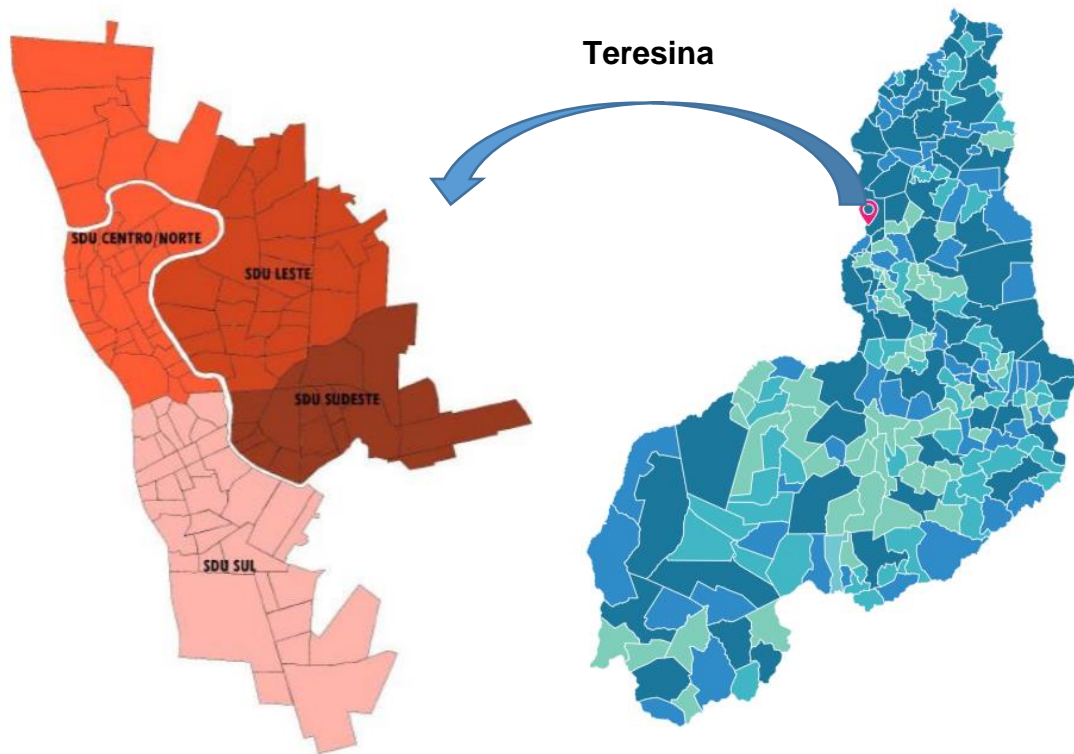 Teresina
SDU CENTRO/NORTE
SDU LESTE
SDU SUDESTE
SDU SUL